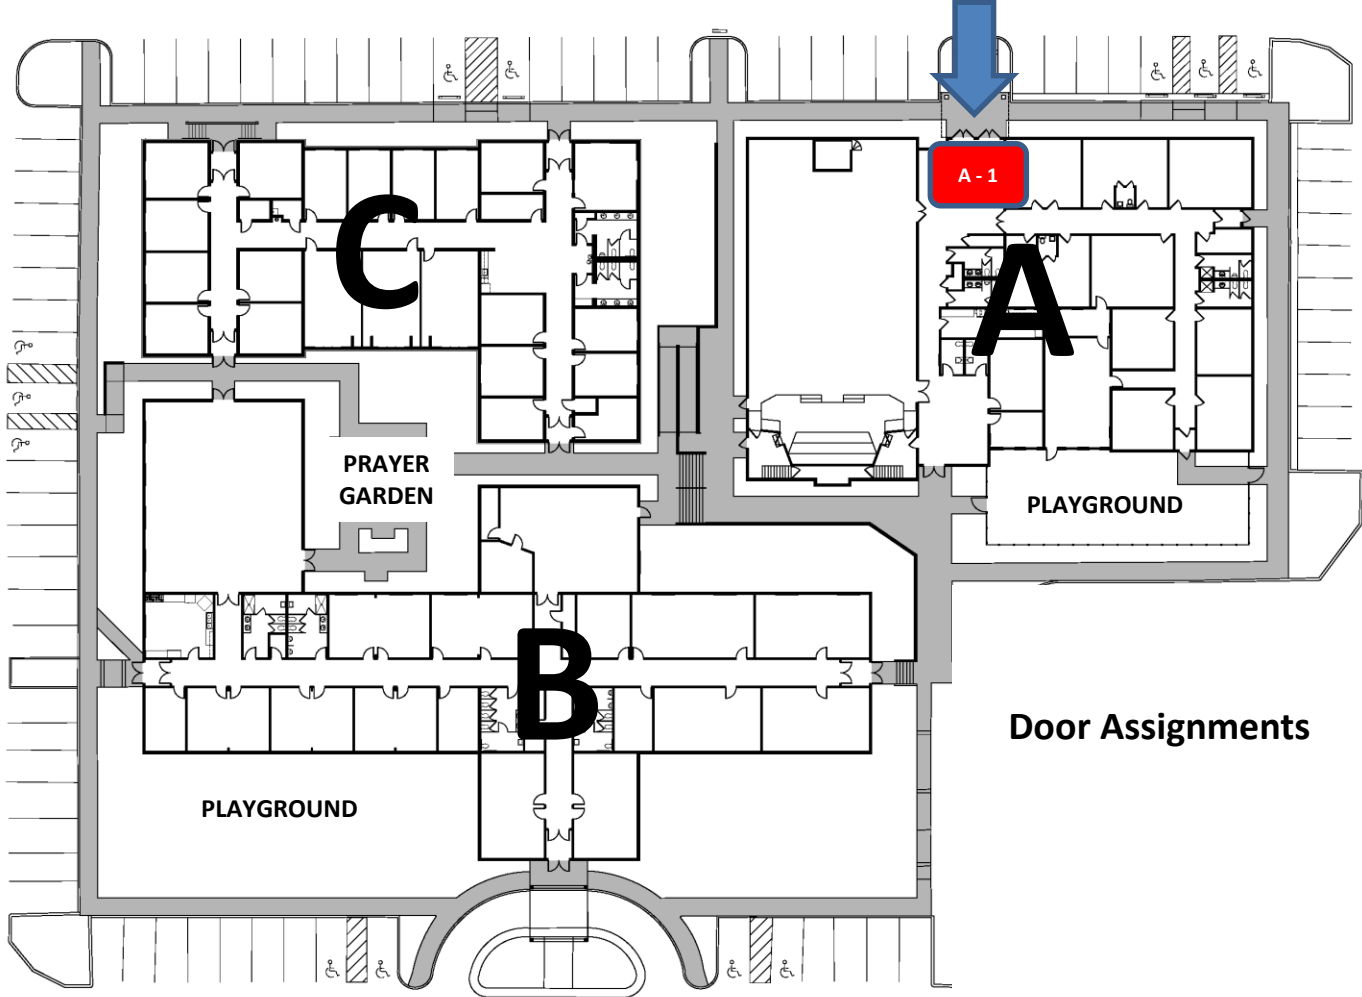 A - 1
C
A
PRAYER
GARDEN
PLAYGROUND
B
Door Assignments
PLAYGROUND